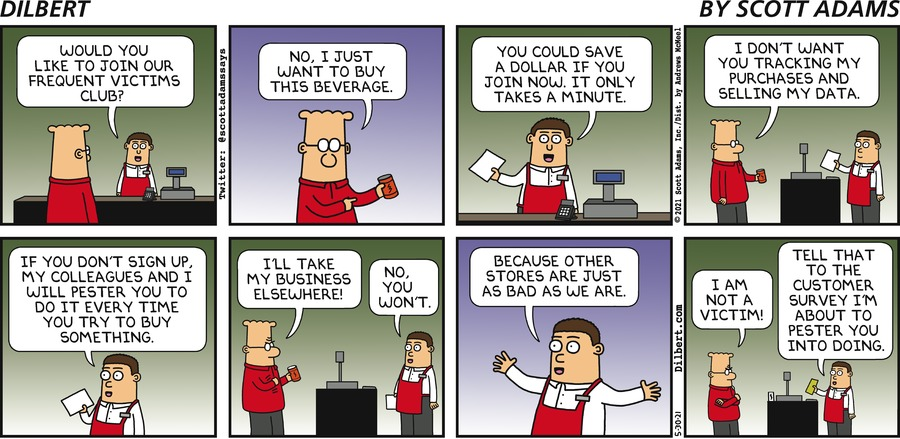 DILBERT
BY SCOTT ADAMS
WOULD YOU
LIKE TO JOIN OUR
FREQUENT VICTIMS
CLUB?
Twitter: @scottadamssays
NO, I JUST
WANT TO BUY
THIS BEVERAGE.
YOU COULD SAVE
A DOLLAR IF YOU
JOIN NOW. IT ONLY
TAKES A MINUTE.
© 2021 Scott Adams, Inc./Dist. by Andrews McMeel
I DON'T WANT
YOU TRACKING MY
PURCHASES AND
SELLING MY DATA.
IF YOU DON'T SIGN UP,
MY COLLEAGUES AND I
WILL PESTER YOU TO
DO IT EVERY TIME
YOU TRY TO BUY
SOMETHING.
I'LL TAKE
MY BUSINESS
ELSEWHERE!
NO,
YOU
WON'T.
BECAUSE OTHER
STORES ARE JUST
AS BAD AS WE ARE.
5-30-21 Dilbert.com
I AM
NOT A
VICTIM!
TELL THAT
TO THE
CUSTOMER
SURVEY I'M
ABOUT TO
PESTER YOU
INTO DOING.